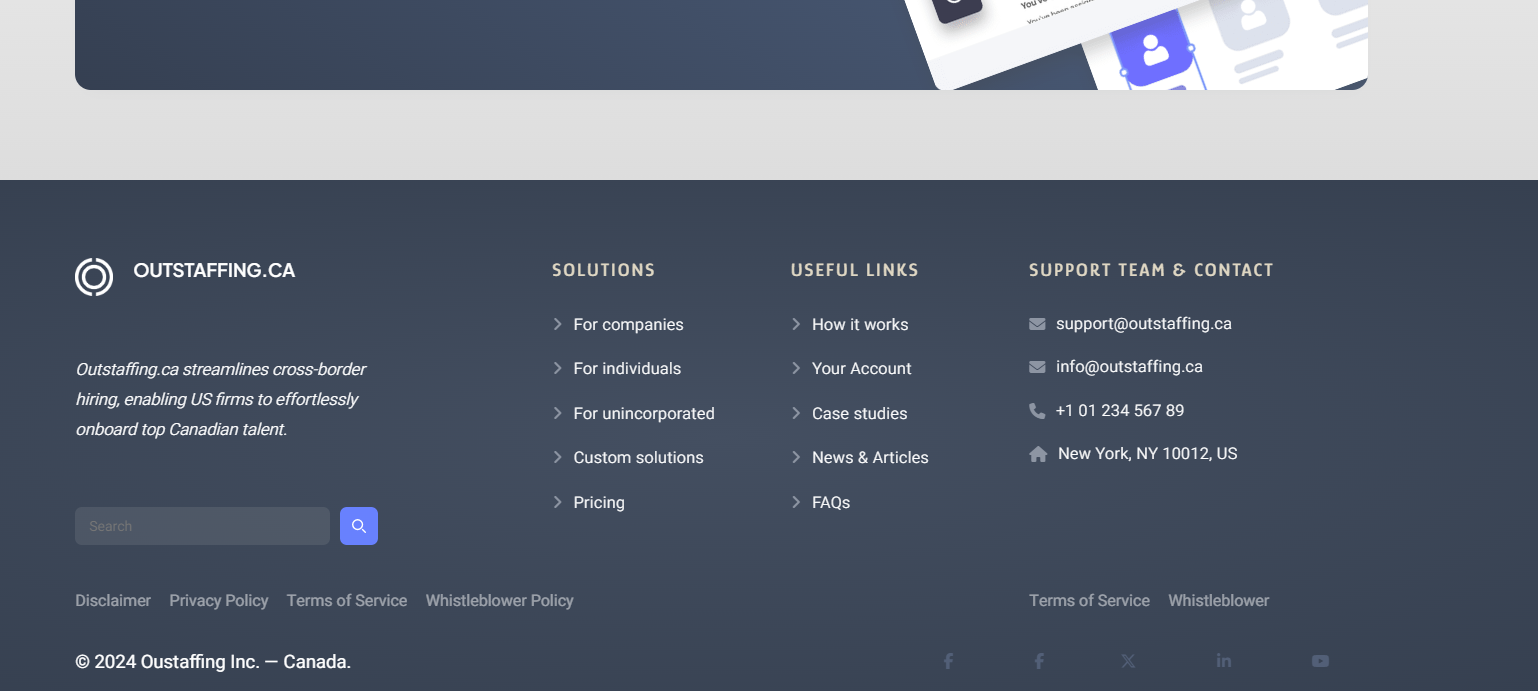 OUTSTAFFING.CA
Outstaffing.ca streamlines cross-border
hiring, enabling US firms to effortlessly
onboard top Canadian talent.
Search
SOLUTIONS
For companies
For individuals
For unincorporated
Custom solutions
Pricing
USEFUL LINKS
How it works
Your Account
Case studies
News & Articles
FAQs
SUPPORT TEAM & CONTACT
support@outstaffing.ca
info@outstaffing.ca
+1 01 234 567 89
New York, NY 10012, US
Disclaimer Privacy Policy Terms of Service Whistleblower Policy
Terms of Service Whistleblower
© 2024 Oustaffing Inc. — Canada.